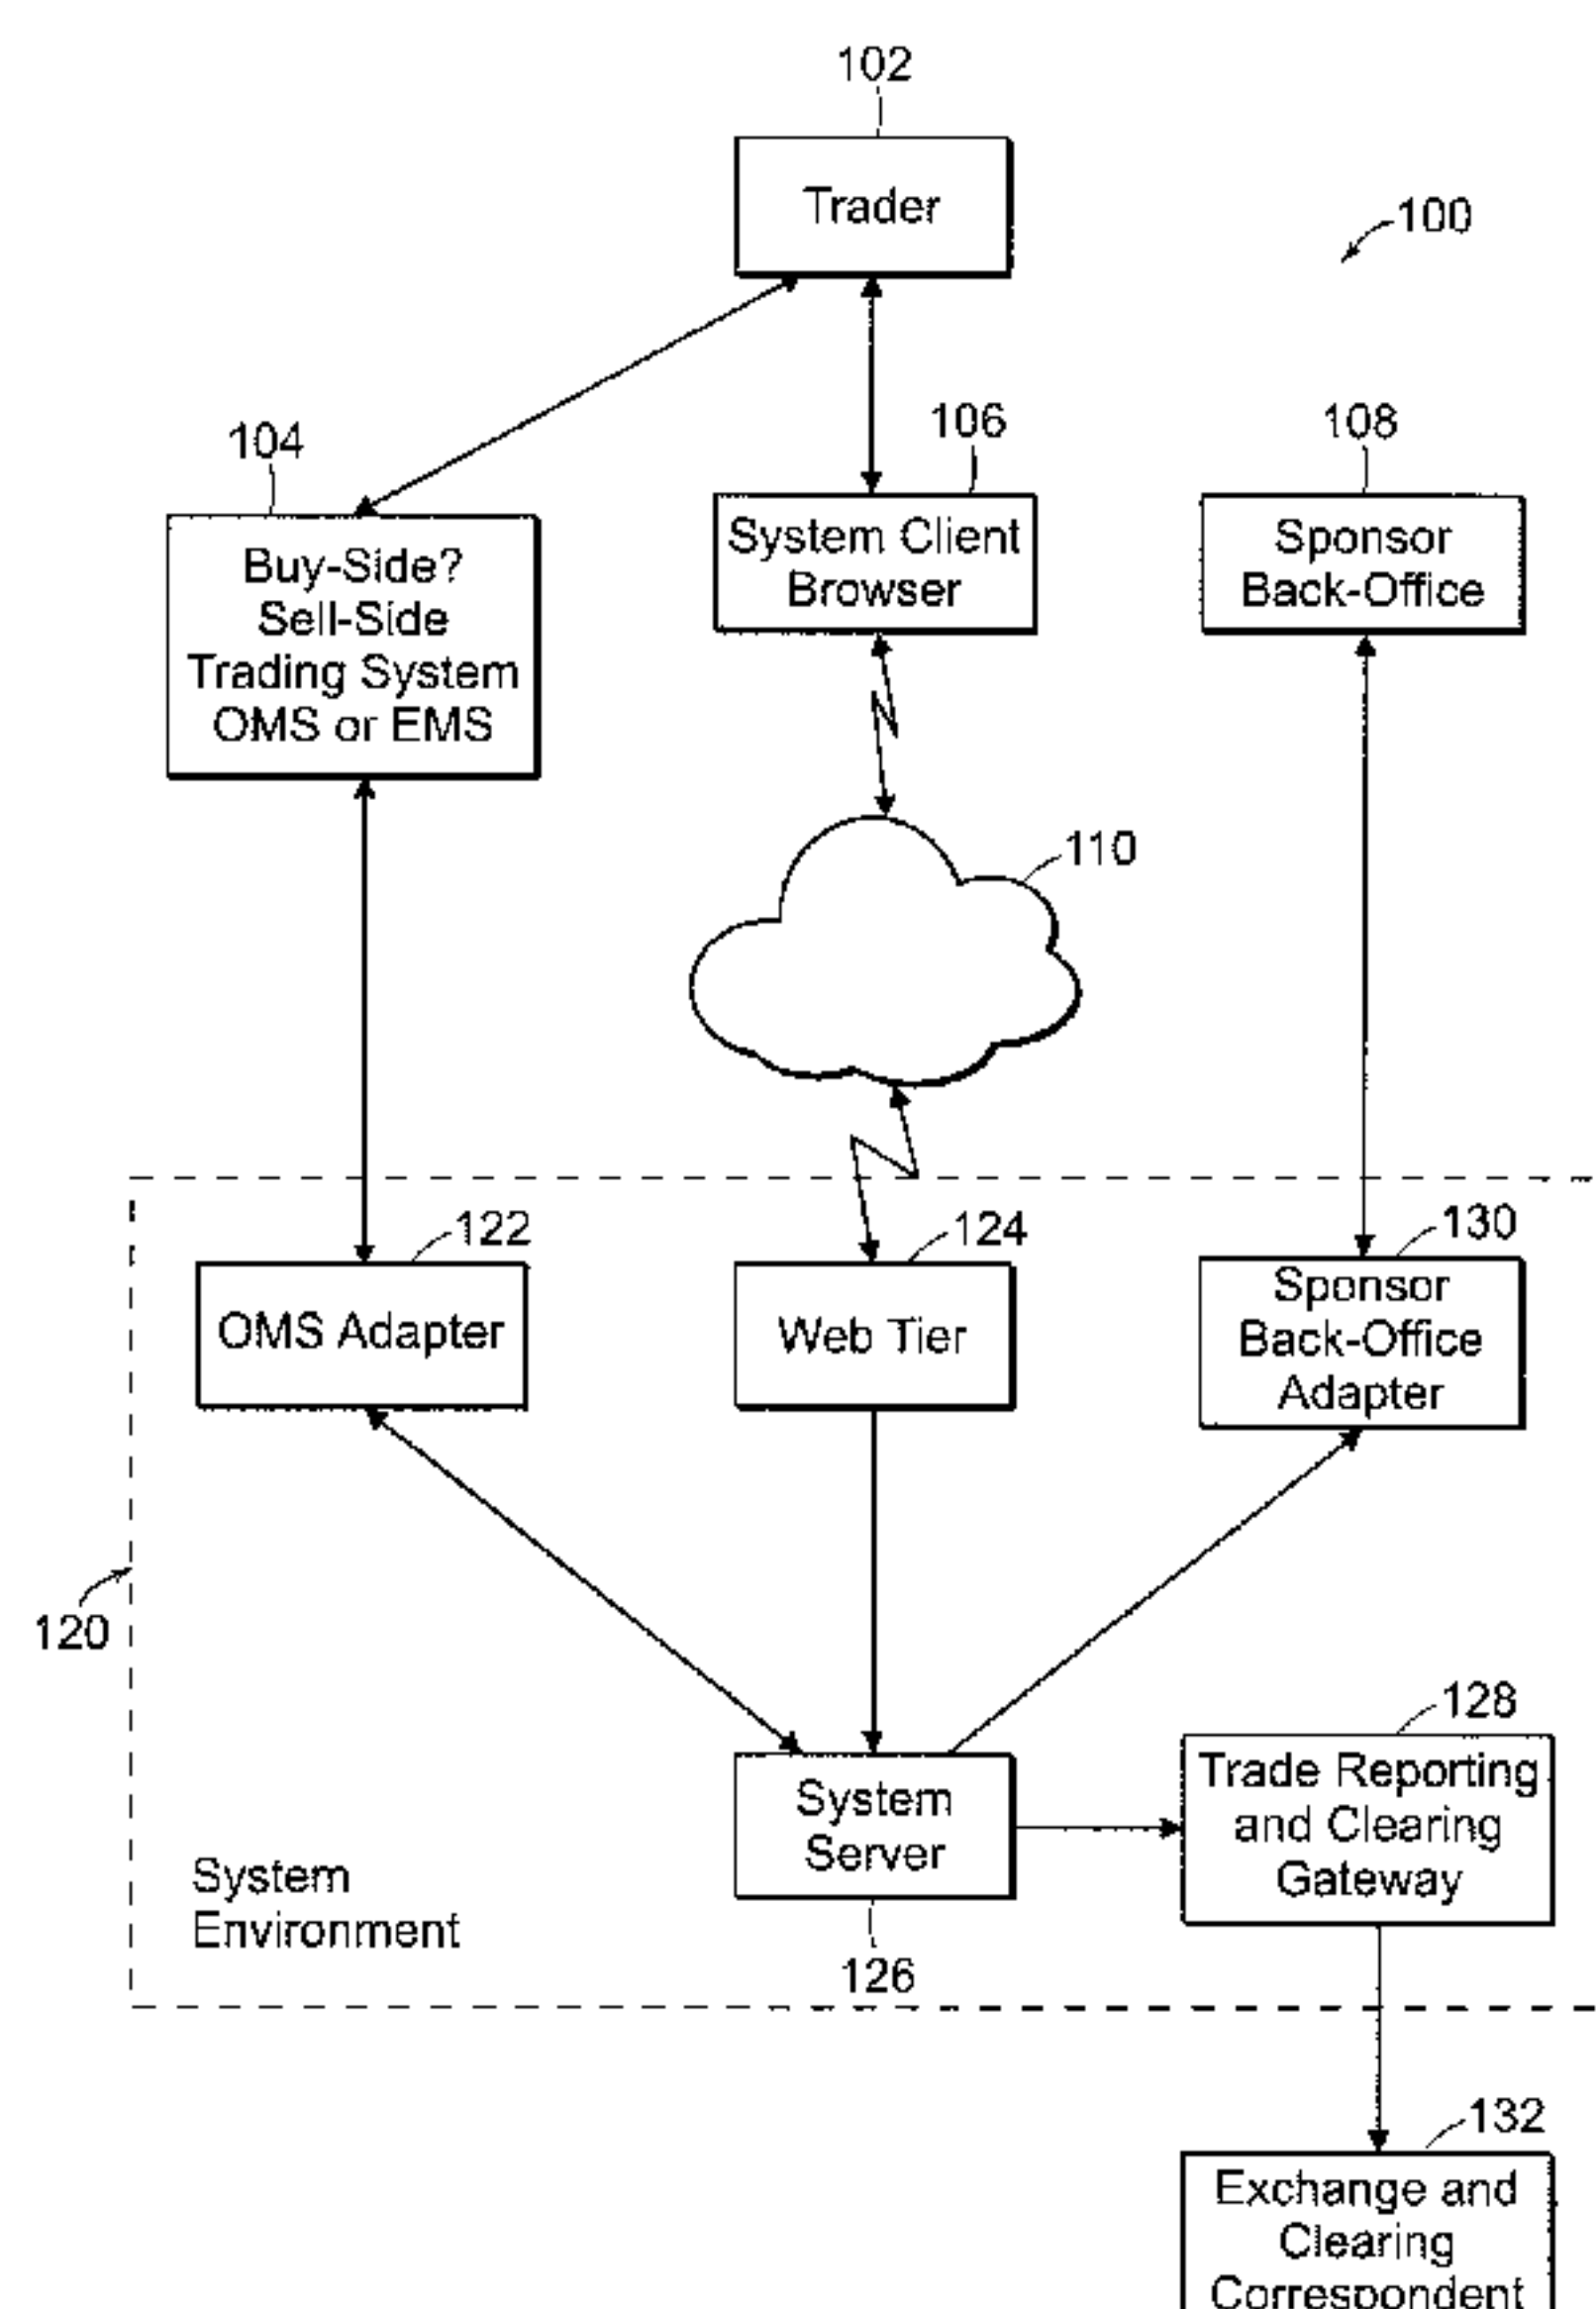 102
Trader
100
104
106
108
Buy-Side?
Sell-Side
Trading System
OMS or EMS
System Client
Browser
Sponsor
Back-Office
110
122
124
130
OMS Adapter
Web Tier
Sponsor
Back-Office
Adapter
120
128
System
Server
Trade Reporting
and Clearing
Gateway
System
Environment
126
132
Exchange and
Clearing
Correspondent